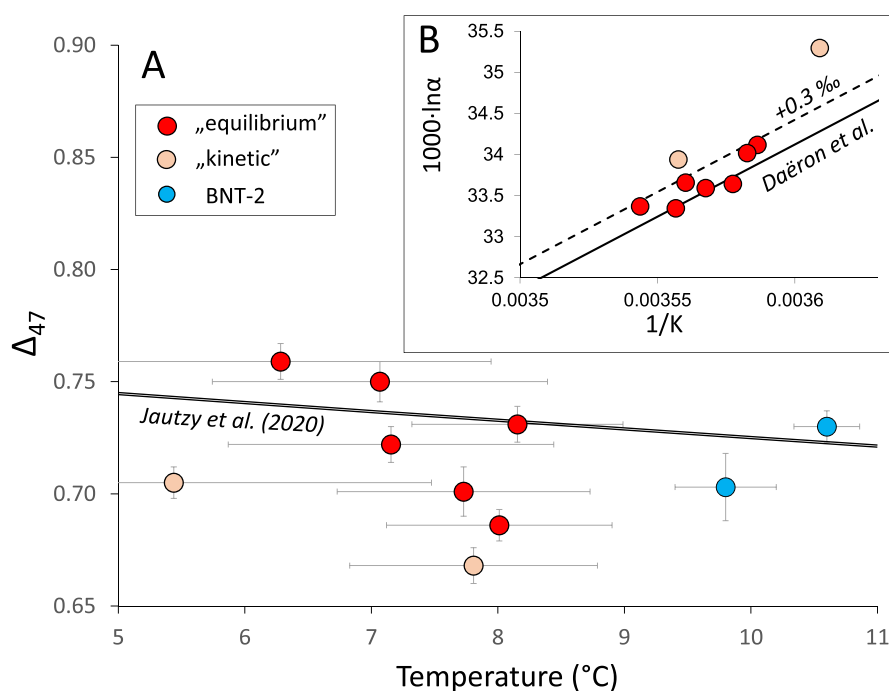 A
„equilibrium”
„kinetic”
BNT-2
0.90
0.85
0.80
0.75
0.70
0.65
Δ47
Jautzy et al. (2020)
5
6
7
8
9
10
11
Temperature (°C)
B
35.5
35
34.5
34
33.5
33
32.5
1000·lnα
+0.3 ‰
Daëron et al.
0.0035
0.00355
0.0036
1/K